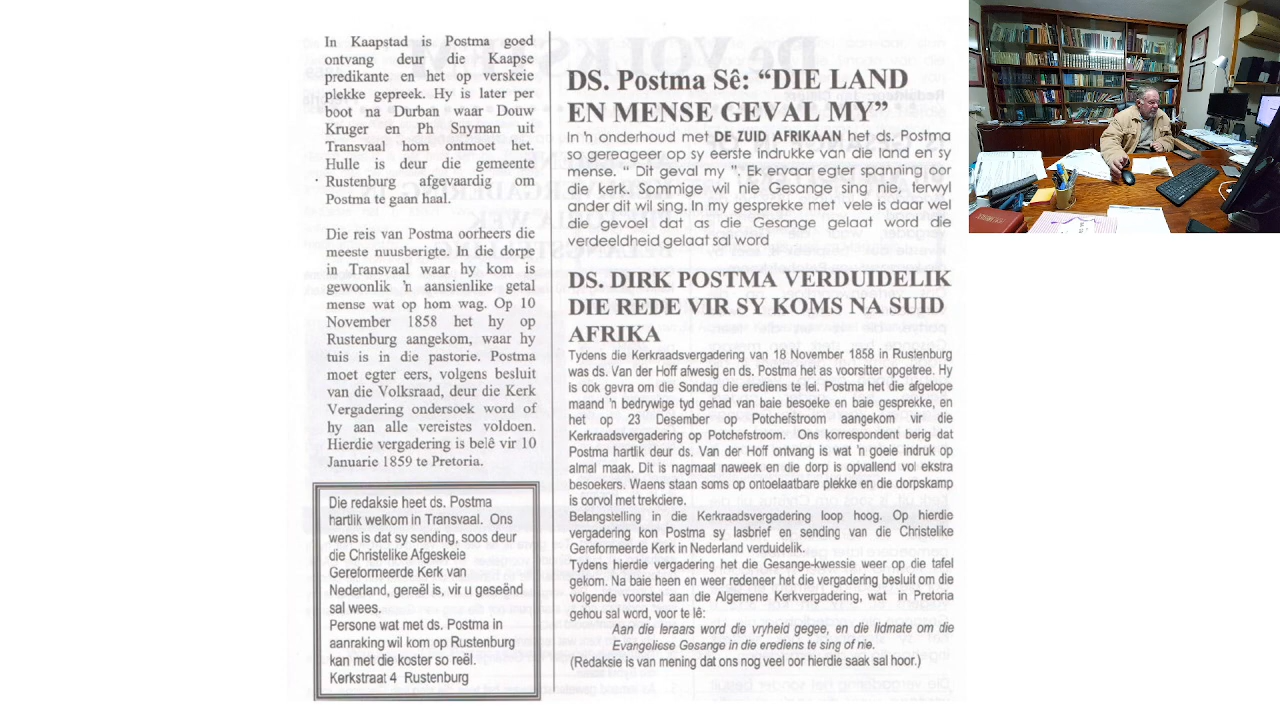 In Kaapstad is Postma goed
ontvang deur die Kaapse
predikante en het op verskeie
plekke gepreek. Hy is later per
boot na Durban waar Douw
Kruger en Ph Snyman uit
Transvaal hom ontmoet het.
Hulle is deur die gemeente
Rustenburg afgevaardig om
Postma te gaan haal.
Die reis van Postma oorheers die
meeste nuusberigte. In die dorpe
in Transvaal waar hy kom is
gewoonlik 'n aansienlike getal
mense wat op hom wag. Op 10
November 1858 het hy op
Rustenburg aangekom, waar hy
tuis is in die pastorie. Postma
moet egter eers, volgens besluit
van die Volksraad, deur die Kerk
Vergadering ondersoek word of
hy aan alle vereistes voldoen.
Hierdie vergadering is belê vir 10
Januarie 1859 te Pretoria.
Die redaksie heet ds. Postma
hartlik welkom in Transvaal. Ons
wens is dat sy sending, soos deur
die Christelike Afgeskeie
Gereformeerde Kerk van
Nederland, gereël is, vir u geseënd
sal wees.
Persone wat met ds. Postma in
aanraking wil kom op Rustenburg
kan met die koster so reël.
Kerkstraat 4 Rustenburg
DS. Postma Sê: “DIE LAND
EN MENSE GEVAL MY”
In 'n onderhoud met DE ZUID AFRIKAAN het ds. Postma
so gereageer op sy eerste indrukke van die land en sy
mense. “ Dit geval my ”. Ek ervaar egter spanning oor
die kerk. Sommige wil nie Gesange sing nie, terwyl
ander dit wil sing. In my gesprekke met vele is daar wel
die gevoel dat as die Gesange gelaat word die
verdeeldheid gelaat sal word
DS. DIRK POSTMA VERDUIDELIK
DIE REDE VIR SY KOMS NA SUID
AFRIKA
Tydens die Kerkraadsvergadering van 18 November 1858 in Rustenburg
was ds. Van der Hoff afwesig en ds. Postma het as voorsitter opgetree. Hy
is ook gevra om die Sondag die erediens te lei. Postma het die afgelope
maand 'n bedrywige tyd gehad van baie besoeke en baie gesprekke, en
het op 23 Desember op Potchefstroom aangekom vir die
Kerkraadsvergadering op Potchefstroom. Ons korrespondent berig dat
Postma hartlik deur ds. Van der Hoff ontvang is wat 'n goeie indruk op
almal maak. Dit is nagmaal naweek en die dorp is opvallend vol ekstra
besoekers. Waens staan soms op ontoelaatbare plekke en die dorpskamp
is oorvol met trekdiere.
Belangstelling in die Kerkraadsvergadering loop hoog. Op hierdie
vergadering kon Postma sy lasbrief en sending van die Christelike
Gereformeerde Kerk in Nederland verduidelik.
Tydens hierdie vergadering het die Gesange-kwessie weer op die tafel
gekom. Na baie heen en weer redeneer het die vergadering besluit om die
volgende voorstel aan die Algemene Kerkvergadering, wat in Pretoria
gehou sal word, voor te lê:
Aan die leraars word die vryheid gegee, en die lidmate om die
Evangeliese Gesange in die erediens te sing of nie.
(Redaksie is van mening dat ons nog veel oor hierdie saak sal hoor.)